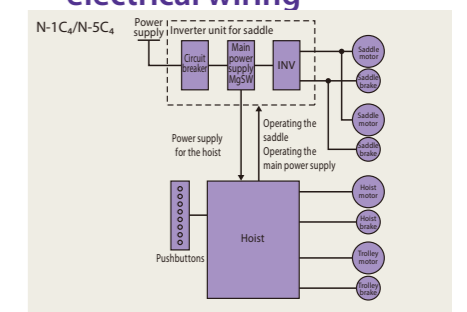 electrical wiring
N-1C₄/N-5C₄
Power
supply
Inverter unit for saddle
Circuit
breaker
Main
power
supply
MgSW
INV
Saddle
motor
Saddle
brake
Saddle
motor
Saddle
brake
Power supply
for the hoist
Operating the
saddle
Operating the
main power supply
Pushbuttons
Hoist
Hoist
motor
Hoist
brake
Trolley
motor
Trolley
brake